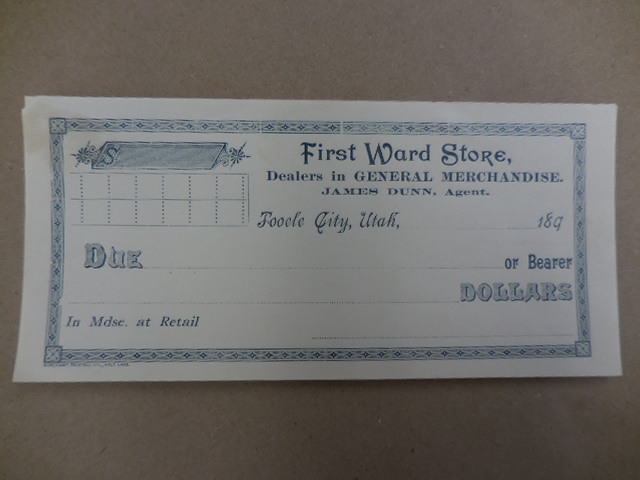 $
First Ward Store,
Dealers in GENERAL MERCHANDISE.
JAMES DUNN, Agent.
Tooele City, Utah, 189
Due or Bearer
DOLLARS
In Mdse. at Retail